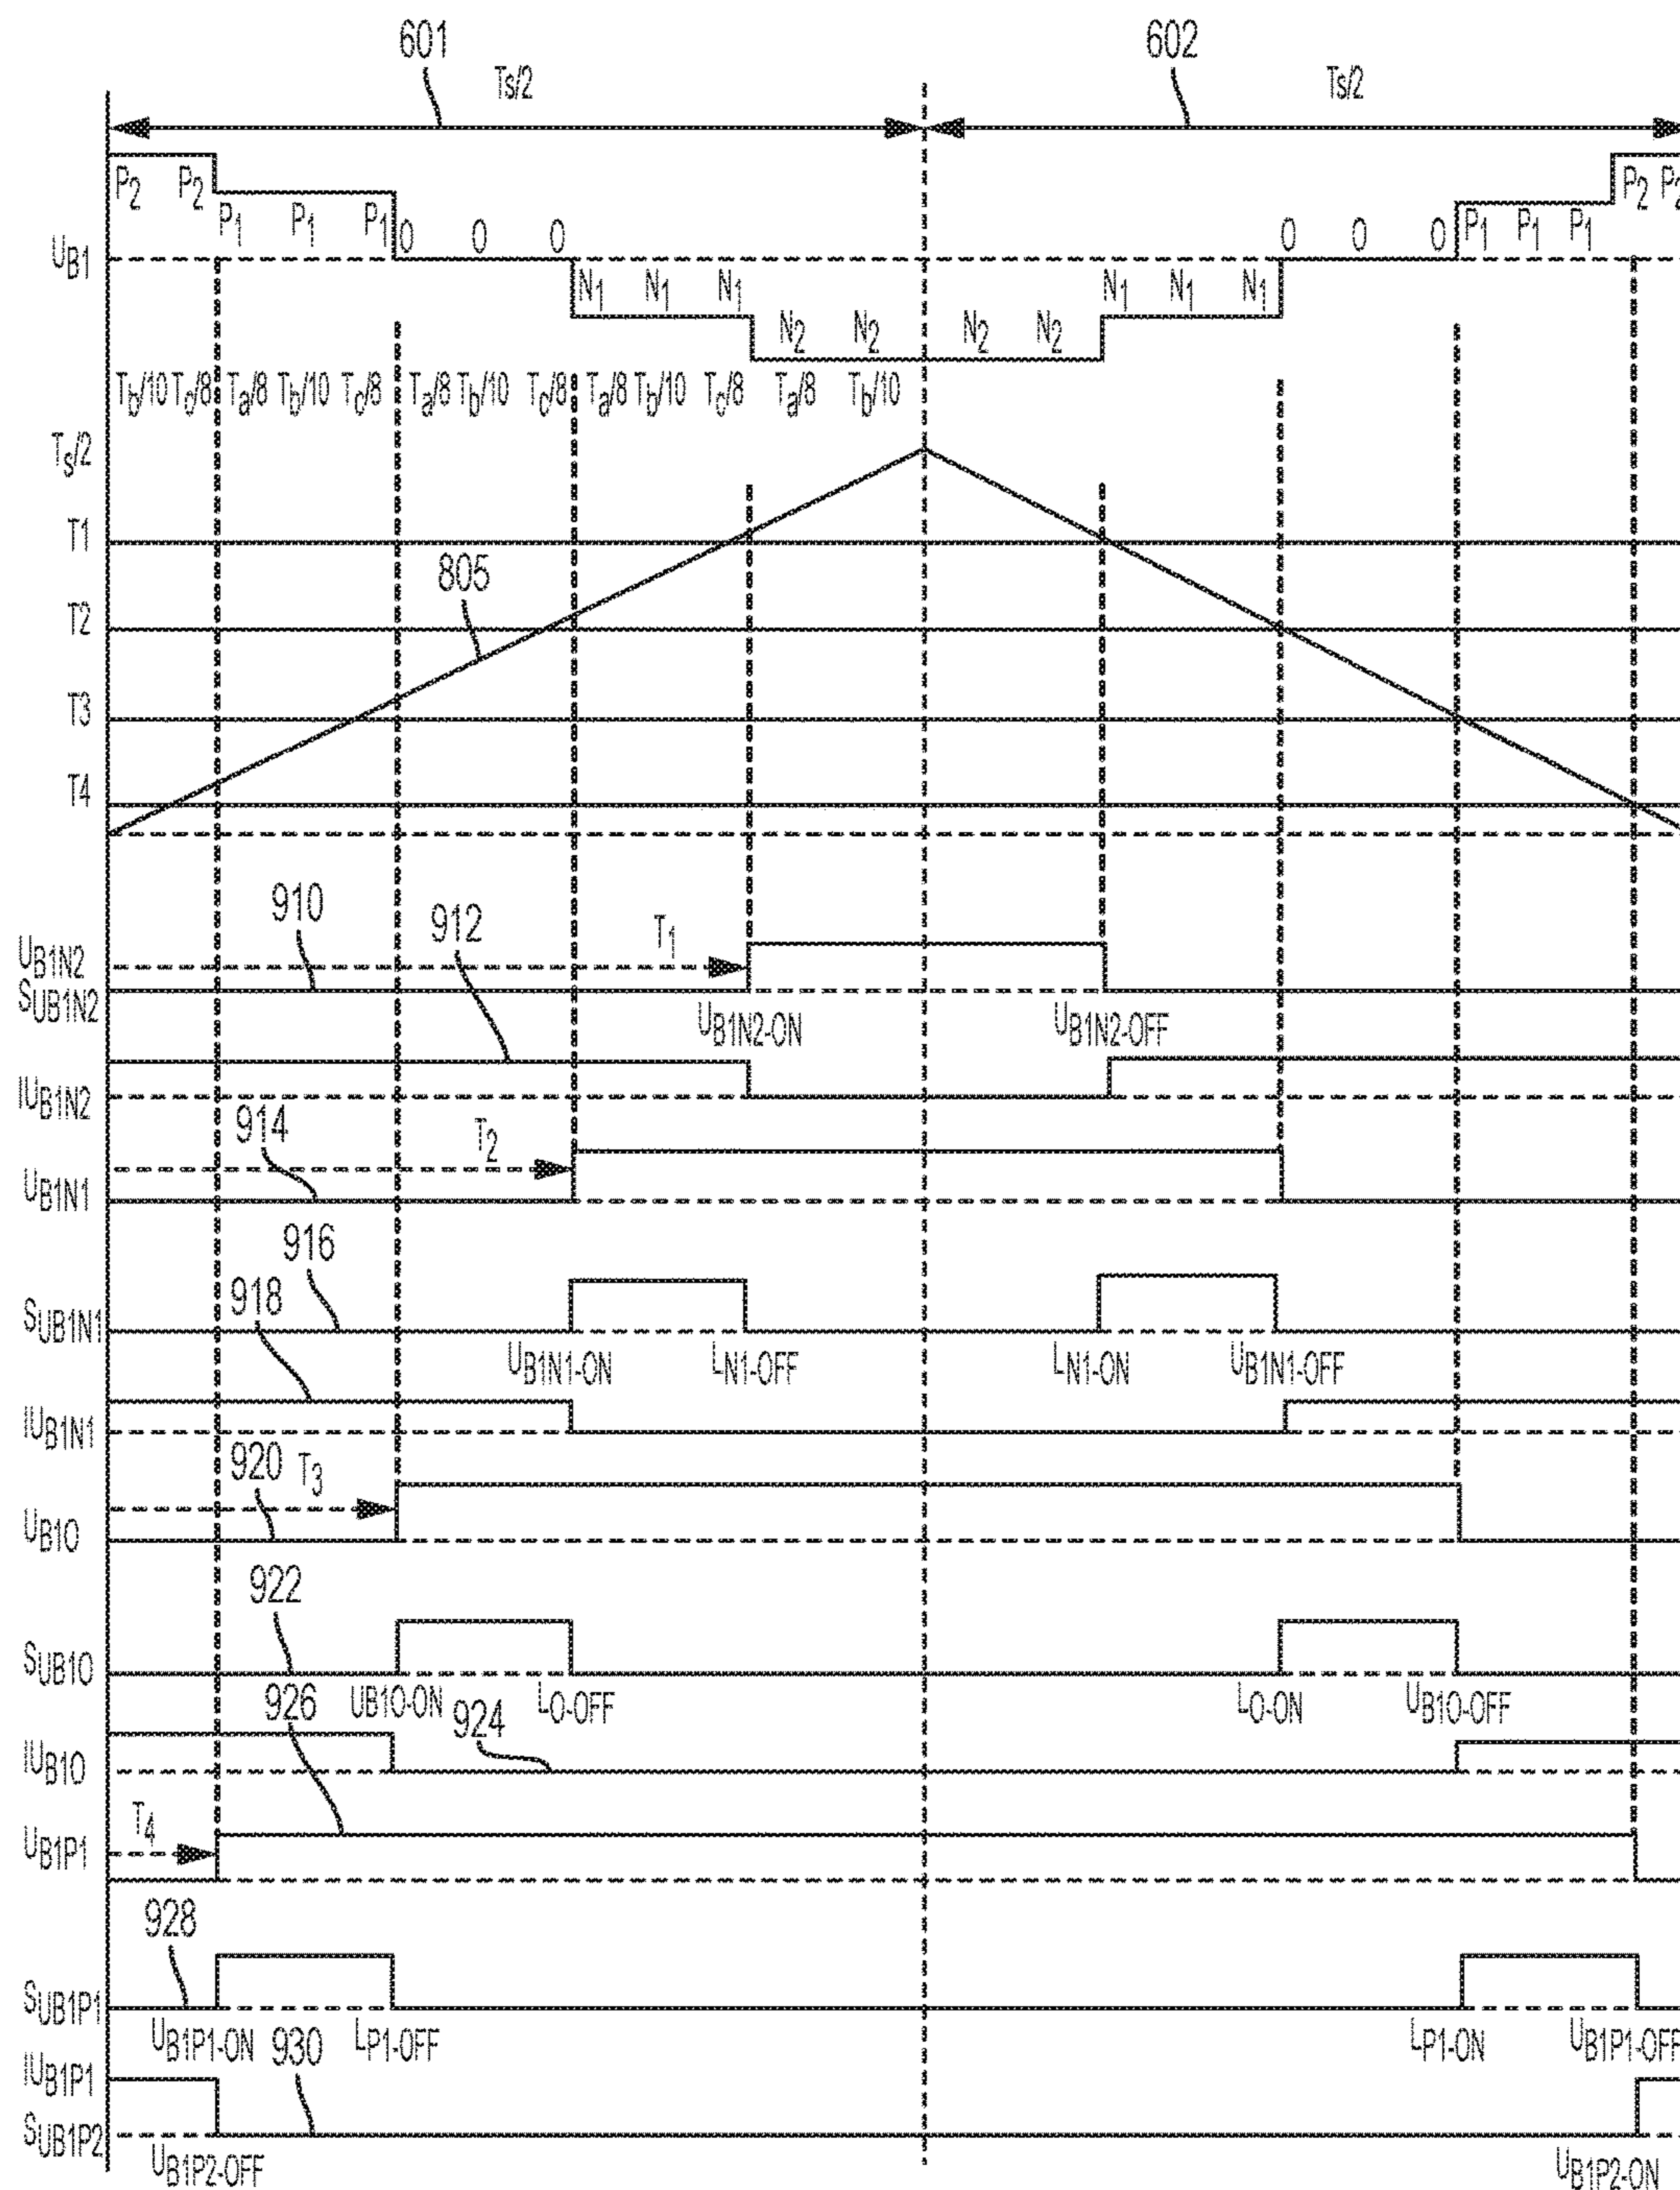 601 602
Ts/2 Ts/2
P2 P2 P2 P2
P1 P1 P1 0 0 0 0 0 0 P1 P1 P1
UB1
N1 N1 N1 N1 N1 N1
N2 N2 N2 N2
Tb/10 Tc/8 Ta/8 Tb/10 Tc/8 Ta/8 Tb/10 Tc/8 Ta/8 Tb/10 Tc/8 Ta/8 Tb/10
Ts/2
T1
805
T2
T3
T4
910 912
T1
UB1N2
SUB1N2
UB1N2-ON UB1N2-OFF
IUB1N2
914 T2
UB1N1
916
918
SUB1N1
UB1N1-ON LN1-OFF LN1-ON UB1N1-OFF
IUB1N1
920 T3
UB1O
922
SUB1O
926 UB1O-ON 924 LO-OFF LO-ON UB1O-OFF
IUB1O
T4
UB1P1
928
SUB1P1
UB1P1-ON 930 LP1-OFF LP1-ON UB1P1-OFF
IUB1P1
SUB1P2
UB1P2-OFF UB1P2-ON